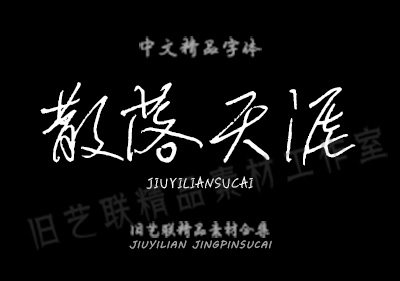 中文精品字体
散落天涯
JIUYILIANSUCAI
旧艺联精品素材工作室
旧艺联精品素材合集
JIUYILIAN JINGPINSUCAI